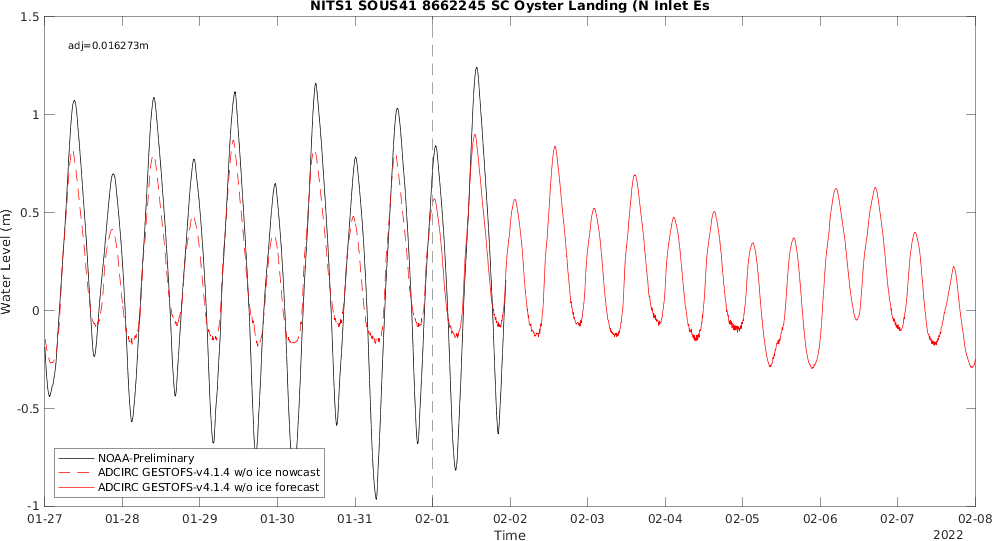 NITS1 SOUS41 8662245 SC Oyster Landing (N Inlet Es
adj=0.016273m
Water Level (m)
1.5
1
0.5
0
-0.5
-1
NOAA-Preliminary
ADCIRC GESTOFS-v4.1.4 w/o ice nowcast
ADCIRC GESTOFS-v4.1.4 w/o ice forecast
01-27 01-28 01-29 01-30 01-31 02-01 02-02 02-03 02-04 02-05 02-06 02-07 02-08
Time
2022